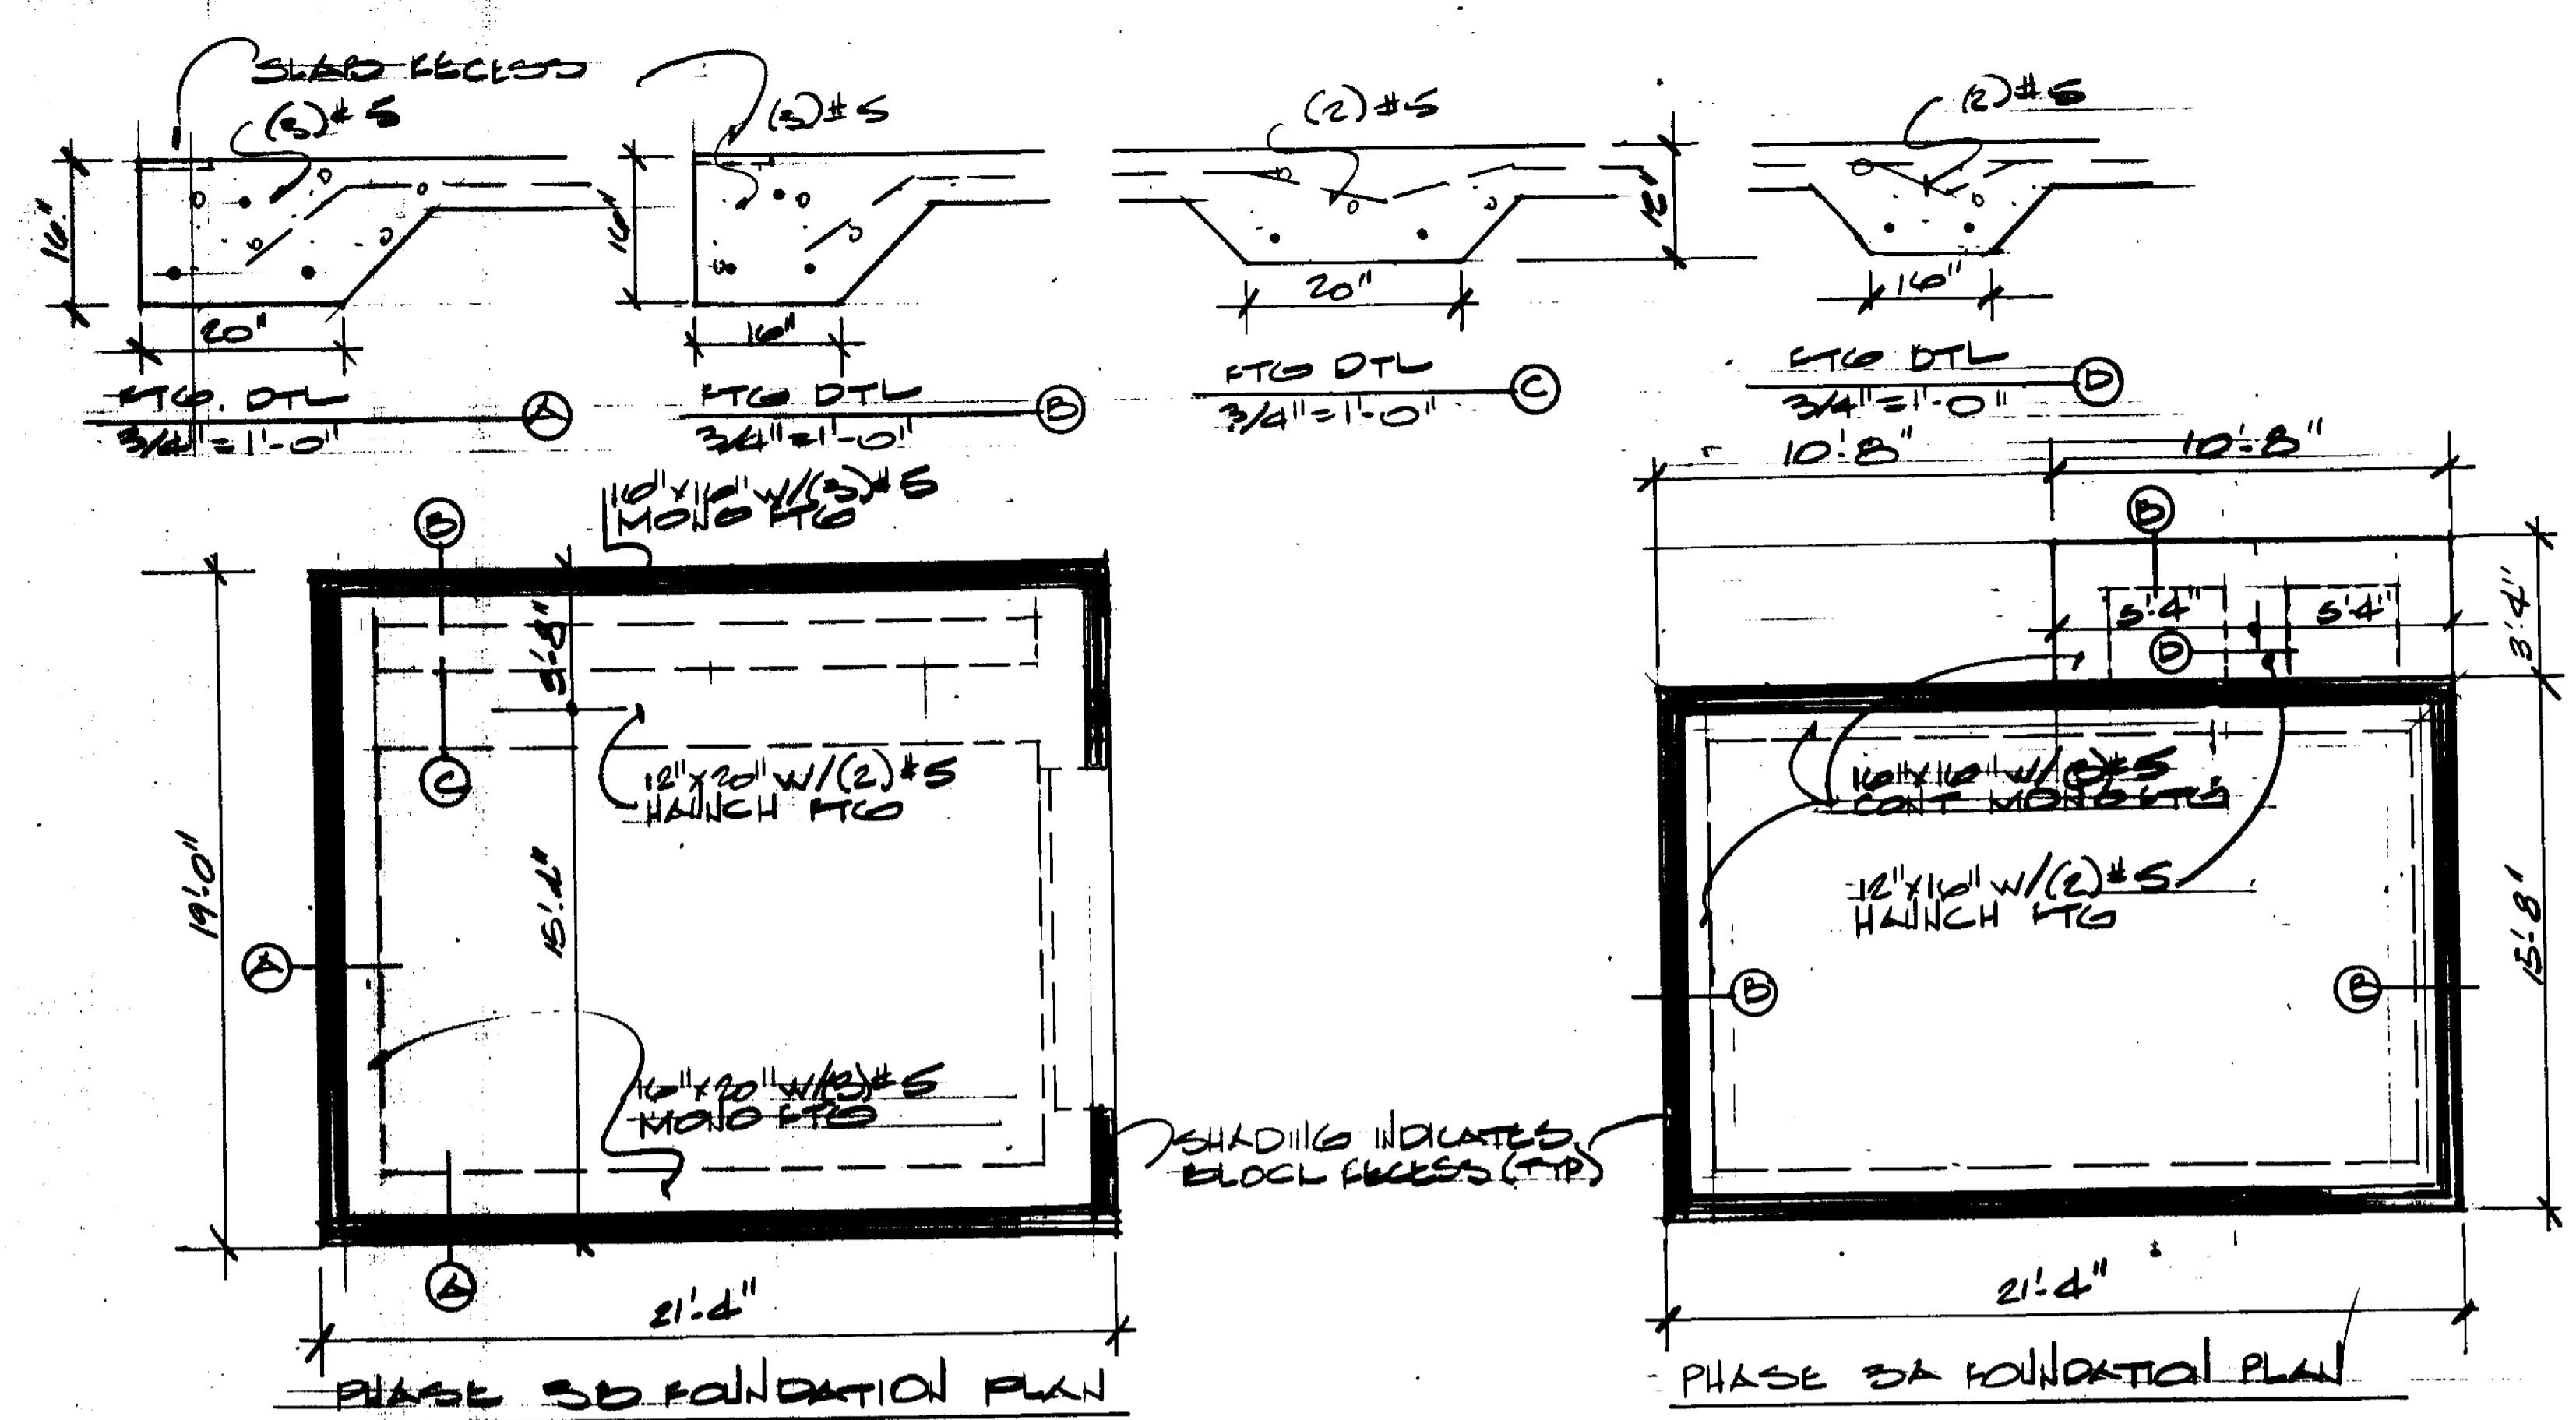 SLAB RECESS
(3)#5
16"
20"
FTG. DTL
3/4"=1'-0"
A
(3)#5
16"
16"
FTG DTL
3/4"=1'-0"
B
(2)#5
12"
20"
FTG DTL
3/4"=1'-0"
C
(2)#5
16"
FTG DTL
3/4"=1'-0"
D
16"x16" W/(3)#5
MONO FTG
B
3'-8"
C
12"x20" W/(2)#5
HAUNCH FTG
19'-0"
15'-4"
A
16"x20" W/(3)#5
MONO FTG
A
21'-4"
PHASE 3B FOUNDATION PLAN
SHADING INDICATES
BLOCK RECESS (TYP)
10'-8"
10'-8"
B
5'-4"
5'-4"
3'-4"
D
16"x16" W/(3)#5
CONT MONO FTG
12"x16" W/(2)#5
HAUNCH FTG
B
B
15'-8"
21'-4"
PHASE 3A FOUNDATION PLAN